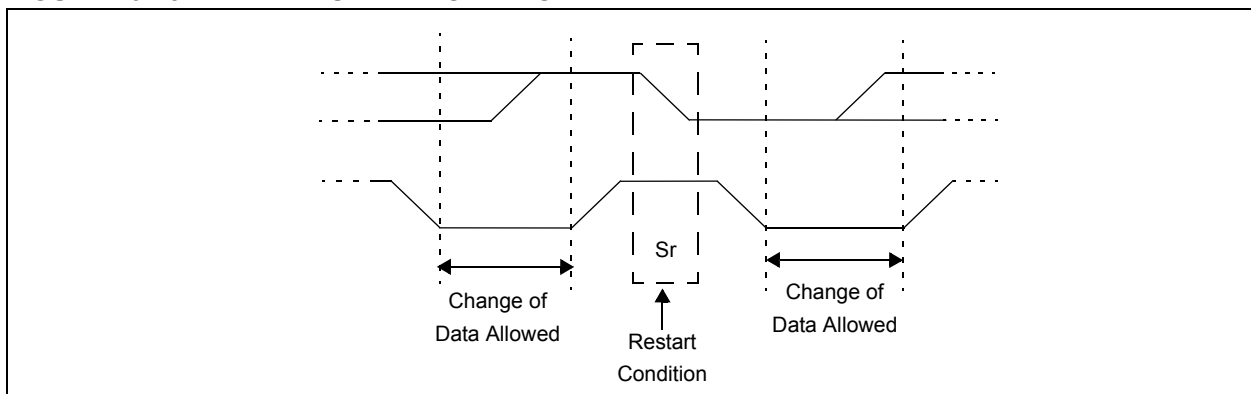 Sr
Change of
Data Allowed
Restart
Condition
Change of
Data Allowed